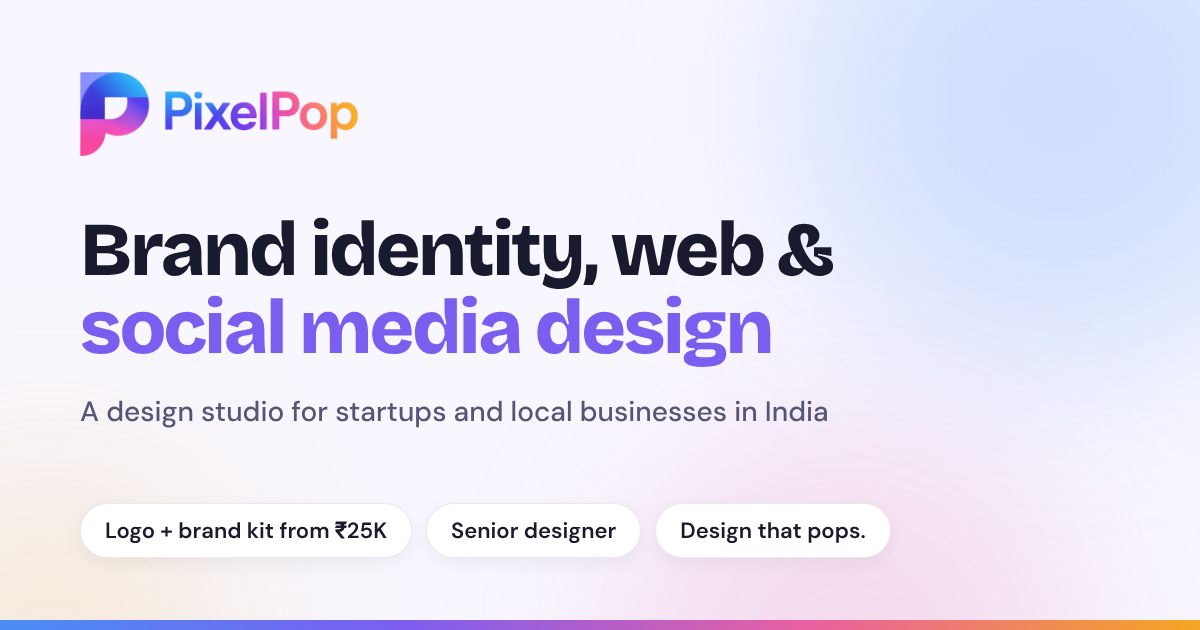 PixelPop
Brand identity, web &
social media design
A design studio for startups and local businesses in India
Logo + brand kit from ₹25K
Senior designer
Design that pops.